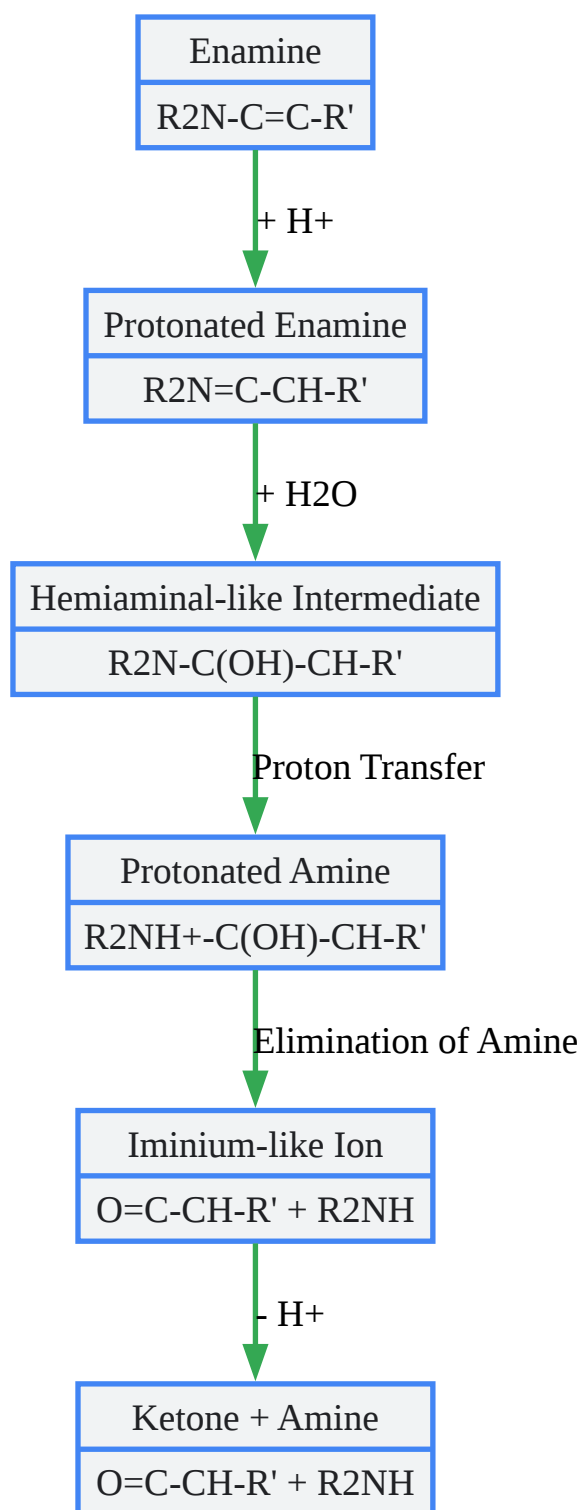 Enamine
R2N-C=C-R'
+ H+
Protonated Enamine
R2N=C-CH-R'
+ H2O
Hemiaminal-like Intermediate
R2N-C(OH)-CH-R'
Proton Transfer
Protonated Amine
R2NH+-C(OH)-CH-R'
Elimination of Amine
Iminium-like Ion
O=C-CH-R' + R2NH
- H+
Ketone + Amine
O=C-CH-R' + R2NH